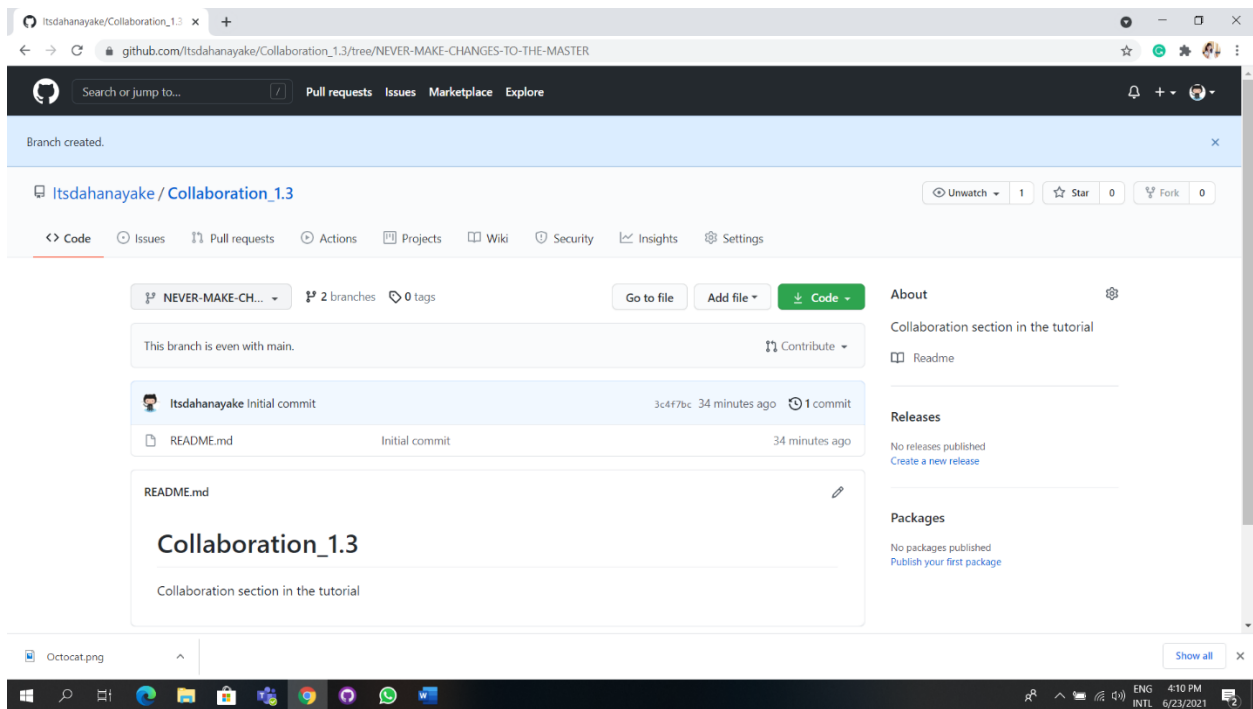 Itsdahanayake/Collaboration_1.3
github.com/Itsdahanayake/Collaboration_1.3/tree/NEVER-MAKE-CHANGES-TO-THE-MASTER
Search or jump to... / Pull requests Issues Marketplace Explore
Branch created.
Itsdahanayake / Collaboration_1.3 Unwatch 1 Star 0 Fork 0
<> Code Issues Pull requests Actions Projects Wiki Security Insights Settings
NEVER-MAKE-CH... 2 branches 0 tags Go to file Add file Code
This branch is even with main. Contribute
Itsdahanayake Initial commit 3c4f7bc 34 minutes ago 1 commit
README.md Initial commit 34 minutes ago
README.md
Collaboration_1.3
Collaboration section in the tutorial
About
Collaboration section in the tutorial
Readme
Releases
No releases published
Create a new release
Packages
No packages published
Publish your first package
Octocat.png Show all
ENG 4:10 PM
INTL 6/23/2021 2